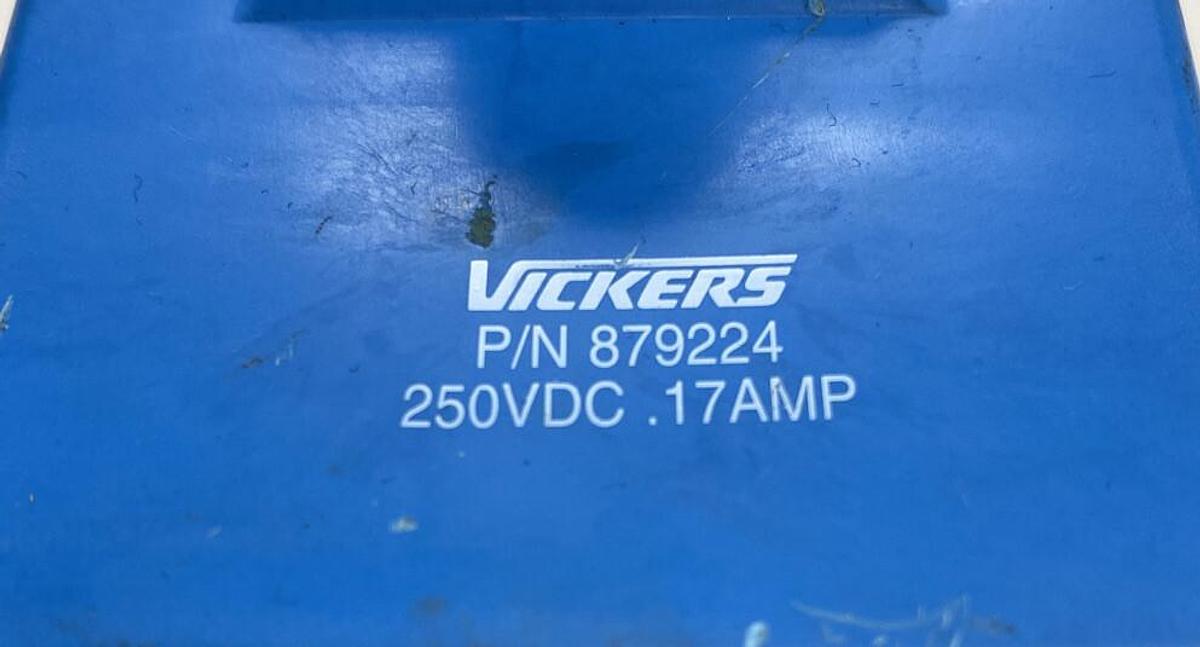 VICKERS
P/N 879224
250VDC .17AMP